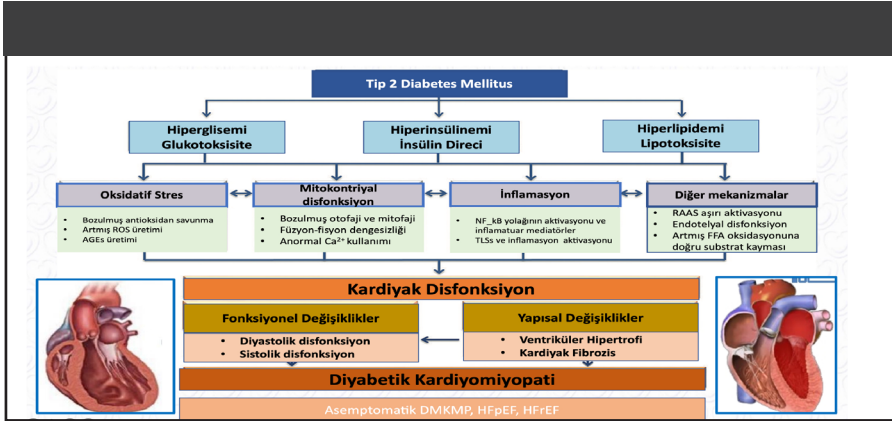 Tip 2 Diabetes Mellitus
Hiperglisemi
Glukotoksisite
Hiperinsülinemi
İnsülin Direci
Hiperlipidemi
Lipotoksisite
Oksidatif Stres
Mitokontriyal
disfonksiyon
İnflamasyon
Diğer mekanizmalar
• Bozulmuş antioksidan savunma
• Artmış ROS üretimi
• AGEs üretimi
• Bozulmuş otofaji ve mitofaji
• Füzyon-fisyon dengesizliği
Anormal Ca²⁺ kullanımı
• NF_kB yolağının aktivasyonu ve
inflamatuar mediatörler
• TLSs ve inflamasyon aktivasyonu
• RAAS aşırı aktivasyonu
• Endotelyal disfonksiyon
• Artmış FFA oksidasyonuna
doğru substrat kayması
Kardiyak Disfonksiyon
Fonksiyonel Değişiklikler
• Diyastolik disfonksiyon
• Sistolik disfonksiyon
Yapısal Değişiklikler
• Ventriküler Hipertrofi
• Kardiyak Fibrozis
Diyabetik Kardiyomiyopati
Asemptomatik DMKMP, HFpEF, HFrEF